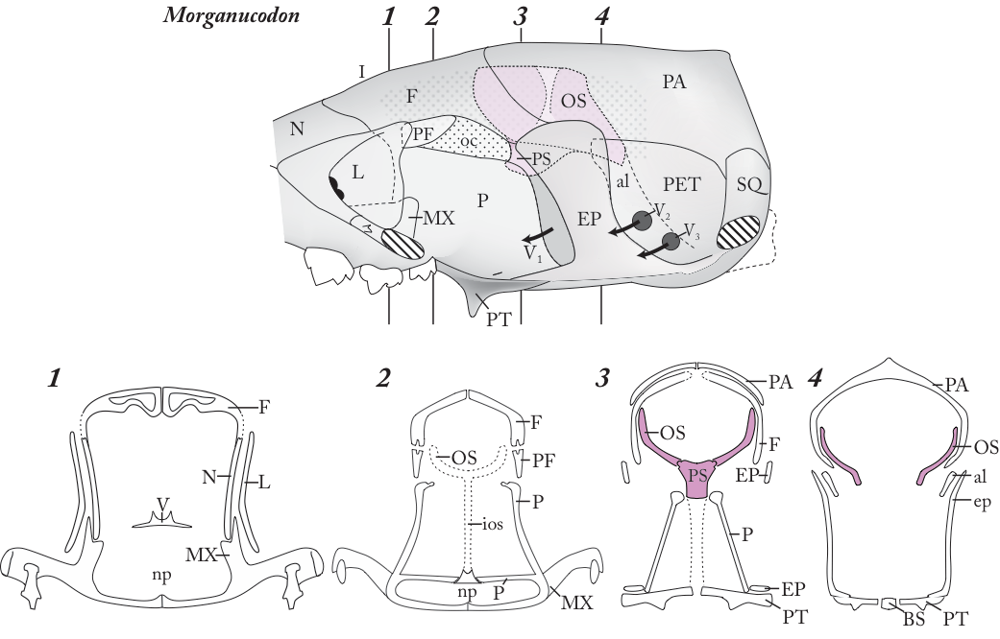 Morganucodon 1 2 3 4
I
F PA
OS
N
PF oc
PS
L al PET SQ
P
MX EP V2
V3
V1
PT
1 2 3 4
PA PA
F F
OS OS F OS
PF PS EP al
N L P ep
V
ios P
MX
np np P MX EP
PT BS PT